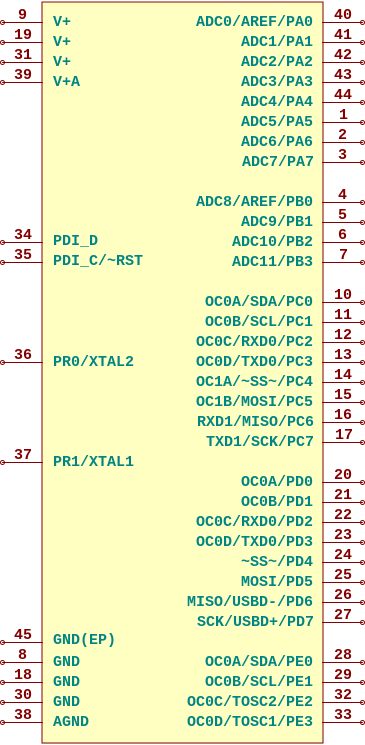 9 V+ ADC0/AREF/PA0 40
19 V+ ADC1/PA1 41
31 V+ ADC2/PA2 42
39 V+A ADC3/PA3 43
ADC4/PA4 44
ADC5/PA5 1
ADC6/PA6 2
ADC7/PA7 3
ADC8/AREF/PB0 4
ADC9/PB1 5
34 PDI_D ADC10/PB2 6
35 PDI_C/~RST ADC11/PB3 7
OC0A/SDA/PC0 10
OC0B/SCL/PC1 11
OC0C/RXD0/PC2 12
36 PR0/XTAL2 OC0D/TXD0/PC3 13
OC1A/~SS~/PC4 14
OC1B/MOSI/PC5 15
RXD1/MISO/PC6 16
TXD1/SCK/PC7 17
37 PR1/XTAL1
OC0A/PD0 20
OC0B/PD1 21
OC0C/RXD0/PD2 22
OC0D/TXD0/PD3 23
~SS~/PD4 24
MOSI/PD5 25
MISO/USBD-/PD6 26
SCK/USBD+/PD7 27
45 GND(EP)
8 GND OC0A/SDA/PE0 28
18 GND OC0B/SCL/PE1 29
30 GND OC0C/TOSC2/PE2 32
38 AGND OC0D/TOSC1/PE3 33